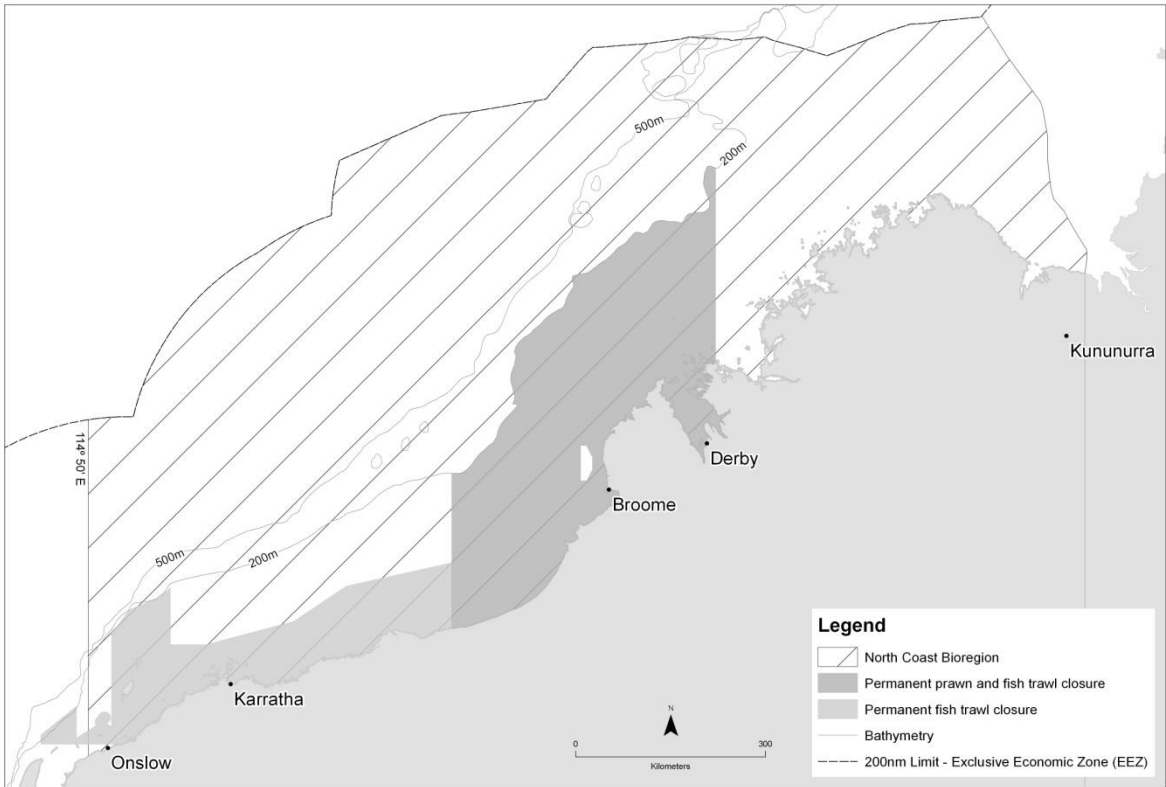 500m
200m
Kununurra
114° 50' E
Derby
Broome
500m
200m
Karratha
Onslow
N
0 300
Kilometers
Legend
North Coast Bioregion
Permanent prawn and fish trawl closure
Permanent fish trawl closure
Bathymetry
200nm Limit - Exclusive Economic Zone (EEZ)